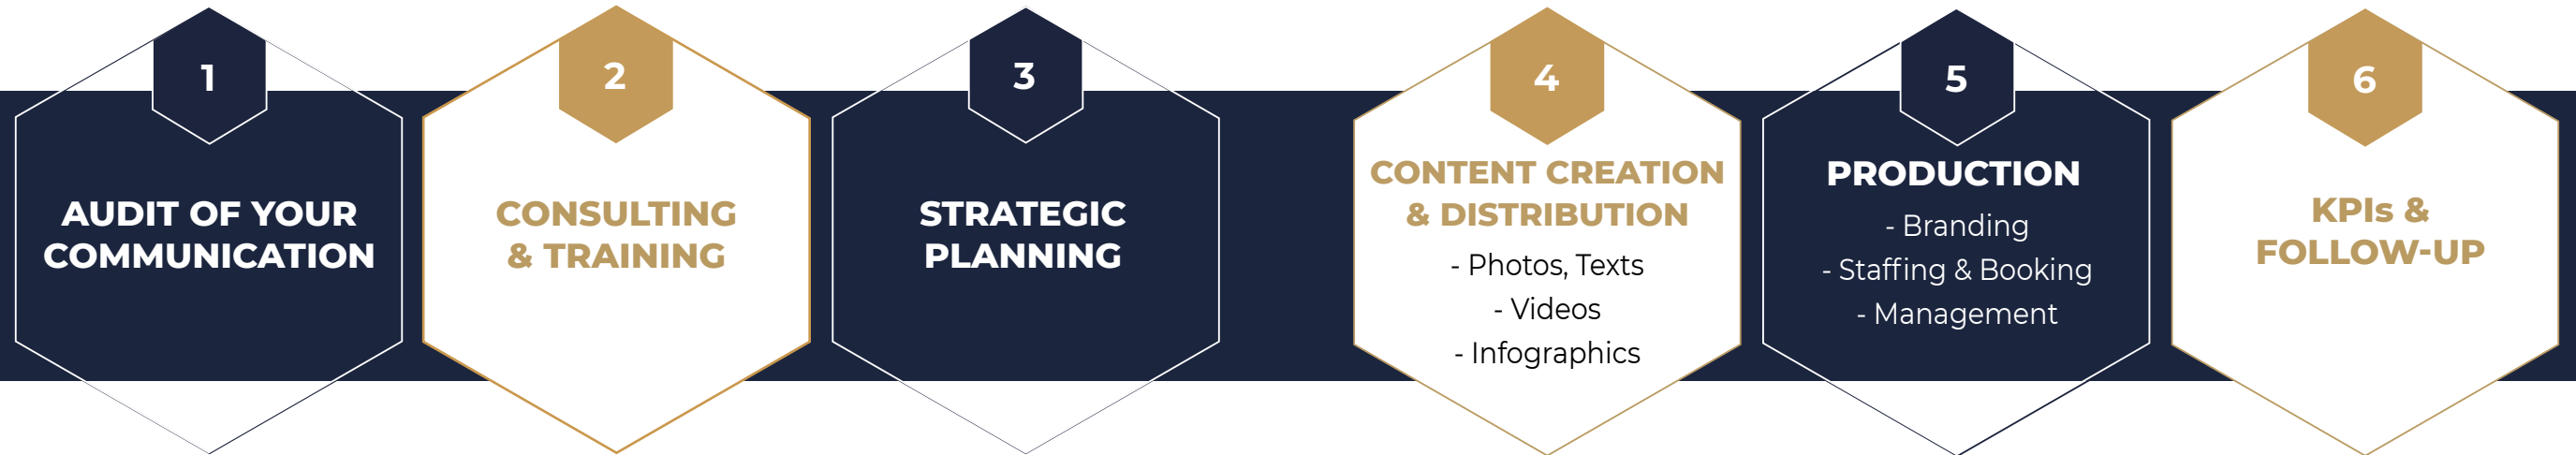 1
AUDIT OF YOUR
COMMUNICATION
2
CONSULTING
& TRAINING
3
STRATEGIC
PLANNING
4
CONTENT CREATION
& DISTRIBUTION
- Photos, Texts
- Videos
- Infographics
5
PRODUCTION
- Branding
- Staffing & Booking
- Management
6
KPIs &
FOLLOW-UP